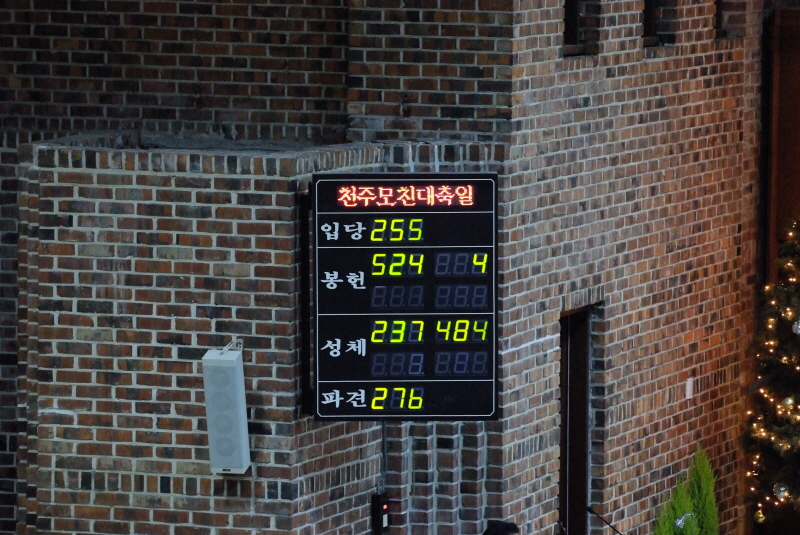 천주모친대축일
입당 255
봉헌 524 4
성체 237 484
파견 276